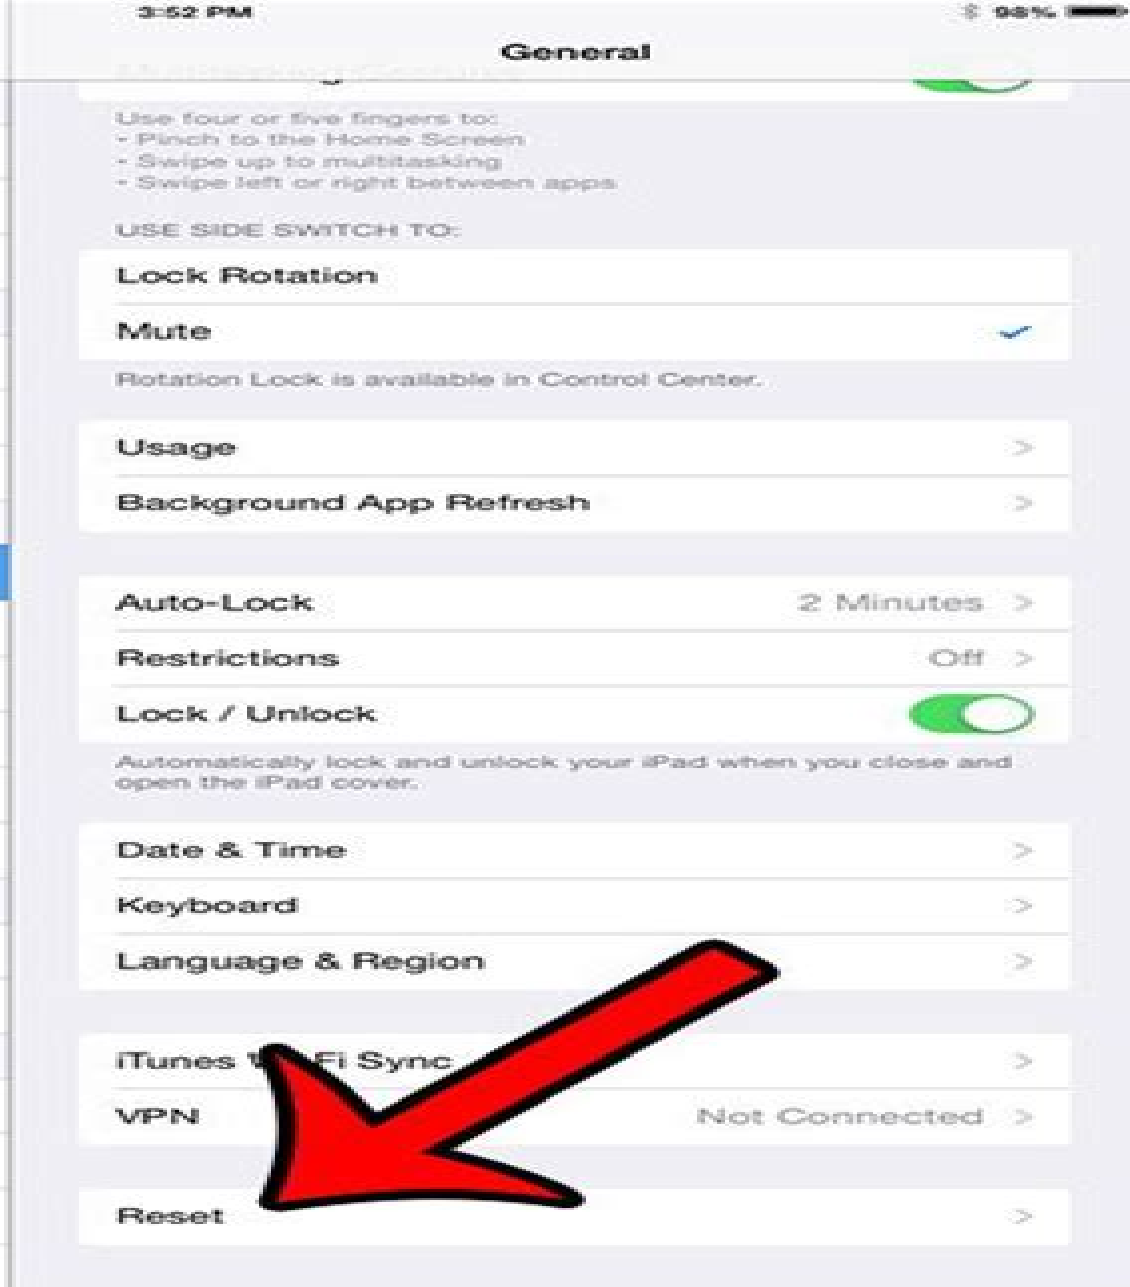 3:52 PM
98%
General
Use four or five fingers to:
• Pinch to the Home Screen
• Swipe up to multitasking
• Swipe left or right between apps
USE SIDE SWITCH TO:
Lock Rotation
Mute
Rotation Lock is available in Control Center.
Usage
Background App Refresh
Auto-Lock 2 Minutes
Restrictions Off
Lock / Unlock
Automatically lock and unlock your iPad when you close and
open the iPad cover.
Date & Time
Keyboard
Language & Region
iTunes Fi Sync
VPN Not Connected
Reset